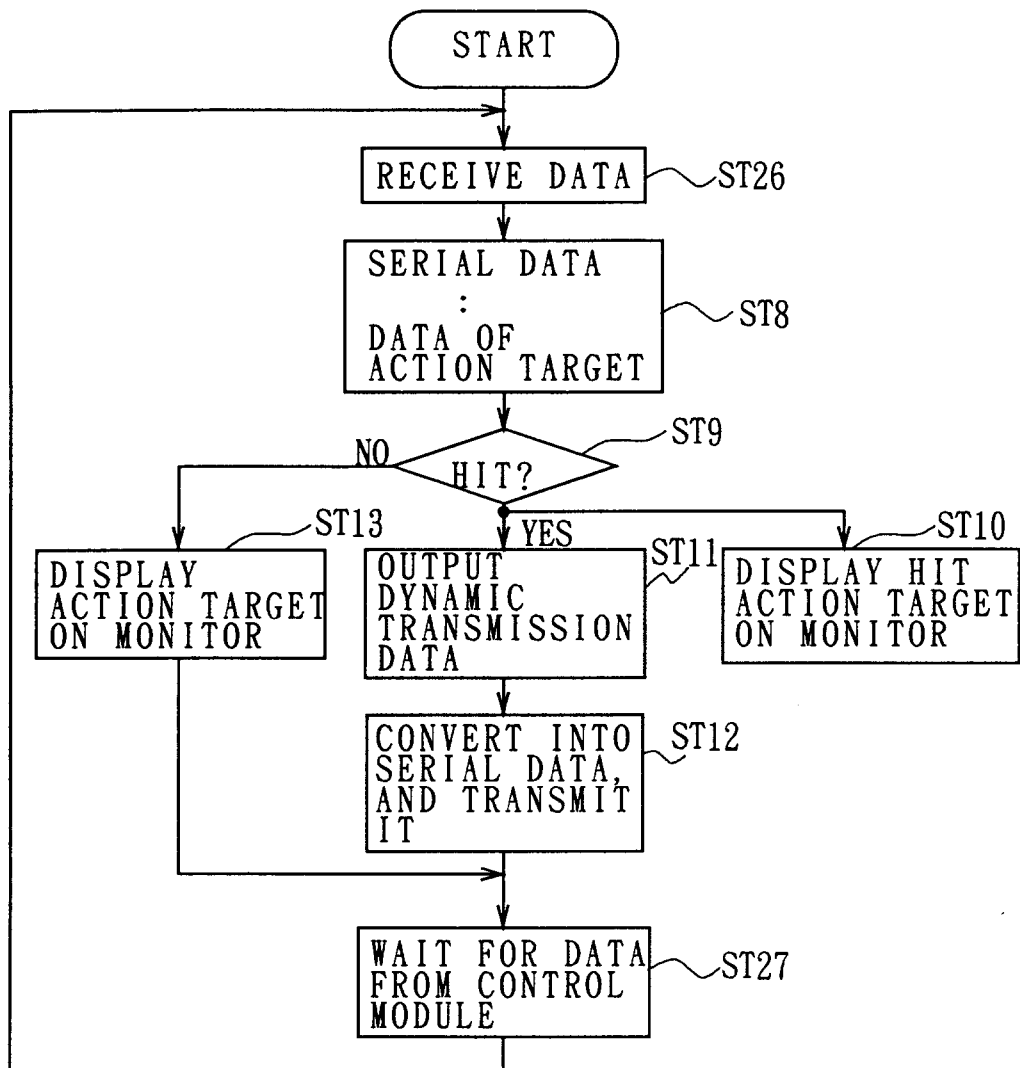 START
RECEIVE DATA
ST26
SERIAL DATA
:
DATA OF
ACTION TARGET
ST8
ST9
NO
HIT?
YES
ST13
DISPLAY
ACTION TARGET
ON MONITOR
ST11
OUTPUT
DYNAMIC
TRANSMISSION
DATA
ST10
DISPLAY HIT
ACTION TARGET
ON MONITOR
CONVERT INTO
SERIAL DATA,
AND TRANSMIT
IT
ST12
WAIT FOR DATA
FROM CONTROL
MODULE
ST27